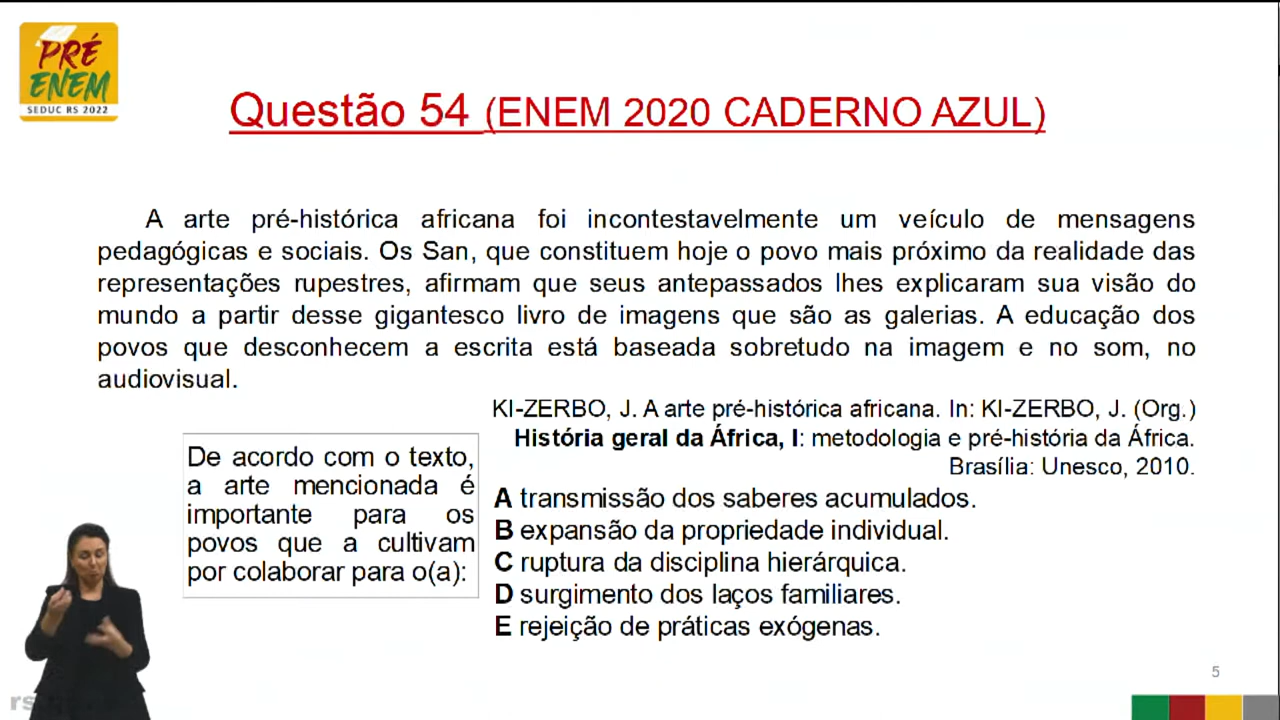 PRÉ
ENEM
SEDUC RS 2022
Questão 54 (ENEM 2020 CADERNO AZUL)
A arte pré-histórica africana foi incontestavelmente um veículo de mensagens
pedagógicas e sociais. Os San, que constituem hoje o povo mais próximo da realidade das
representações rupestres, afirmam que seus antepassados lhes explicaram sua visão do
mundo a partir desse gigantesco livro de imagens que são as galerias. A educação dos
povos que desconhecem a escrita está baseada sobretudo na imagem e no som, no
audiovisual.
KI-ZERBO, J. A arte pré-histórica africana. In: KI-ZERBO, J. (Org.)
História geral da África, I: metodologia e pré-história da África.
Brasília: Unesco, 2010.
De acordo com o texto,
a arte mencionada é
importante para os
povos que a cultivam
por colaborar para o(a):
A transmissão dos saberes acumulados.
B expansão da propriedade individual.
C ruptura da disciplina hierárquica.
D surgimento dos laços familiares.
E rejeição de práticas exógenas.
5